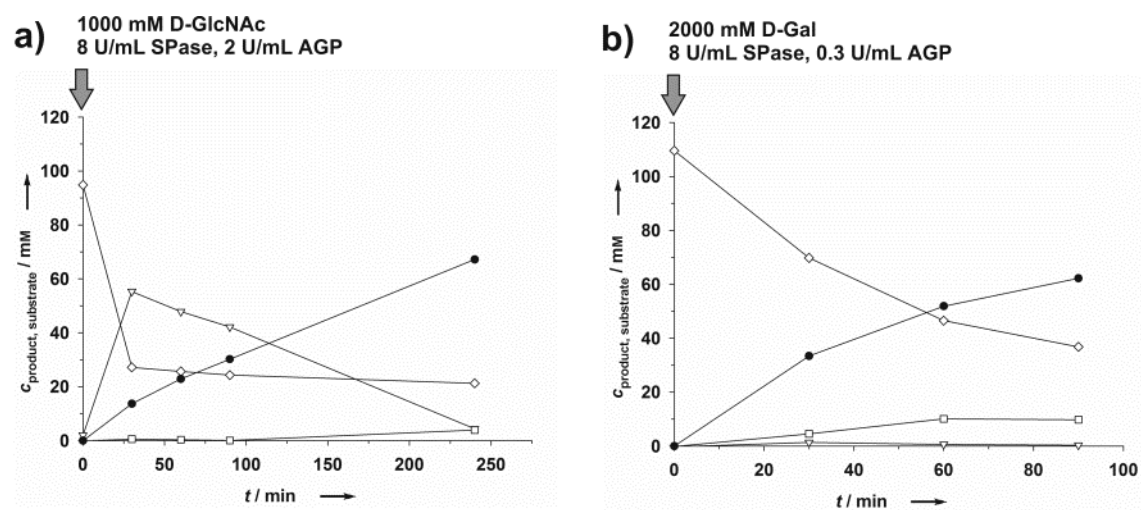 a)
1000 mM D-GlcNAc
8 U/mL SPase, 2 U/mL AGP
120
100
80
60
40
20
0
c product, substrate / mM
0
50
100
150
200
250
t / min
b)
2000 mM D-Gal
8 U/mL SPase, 0.3 U/mL AGP
120
100
80
60
40
20
0
c product, substrate / mM
0
20
40
60
80
100
t / min